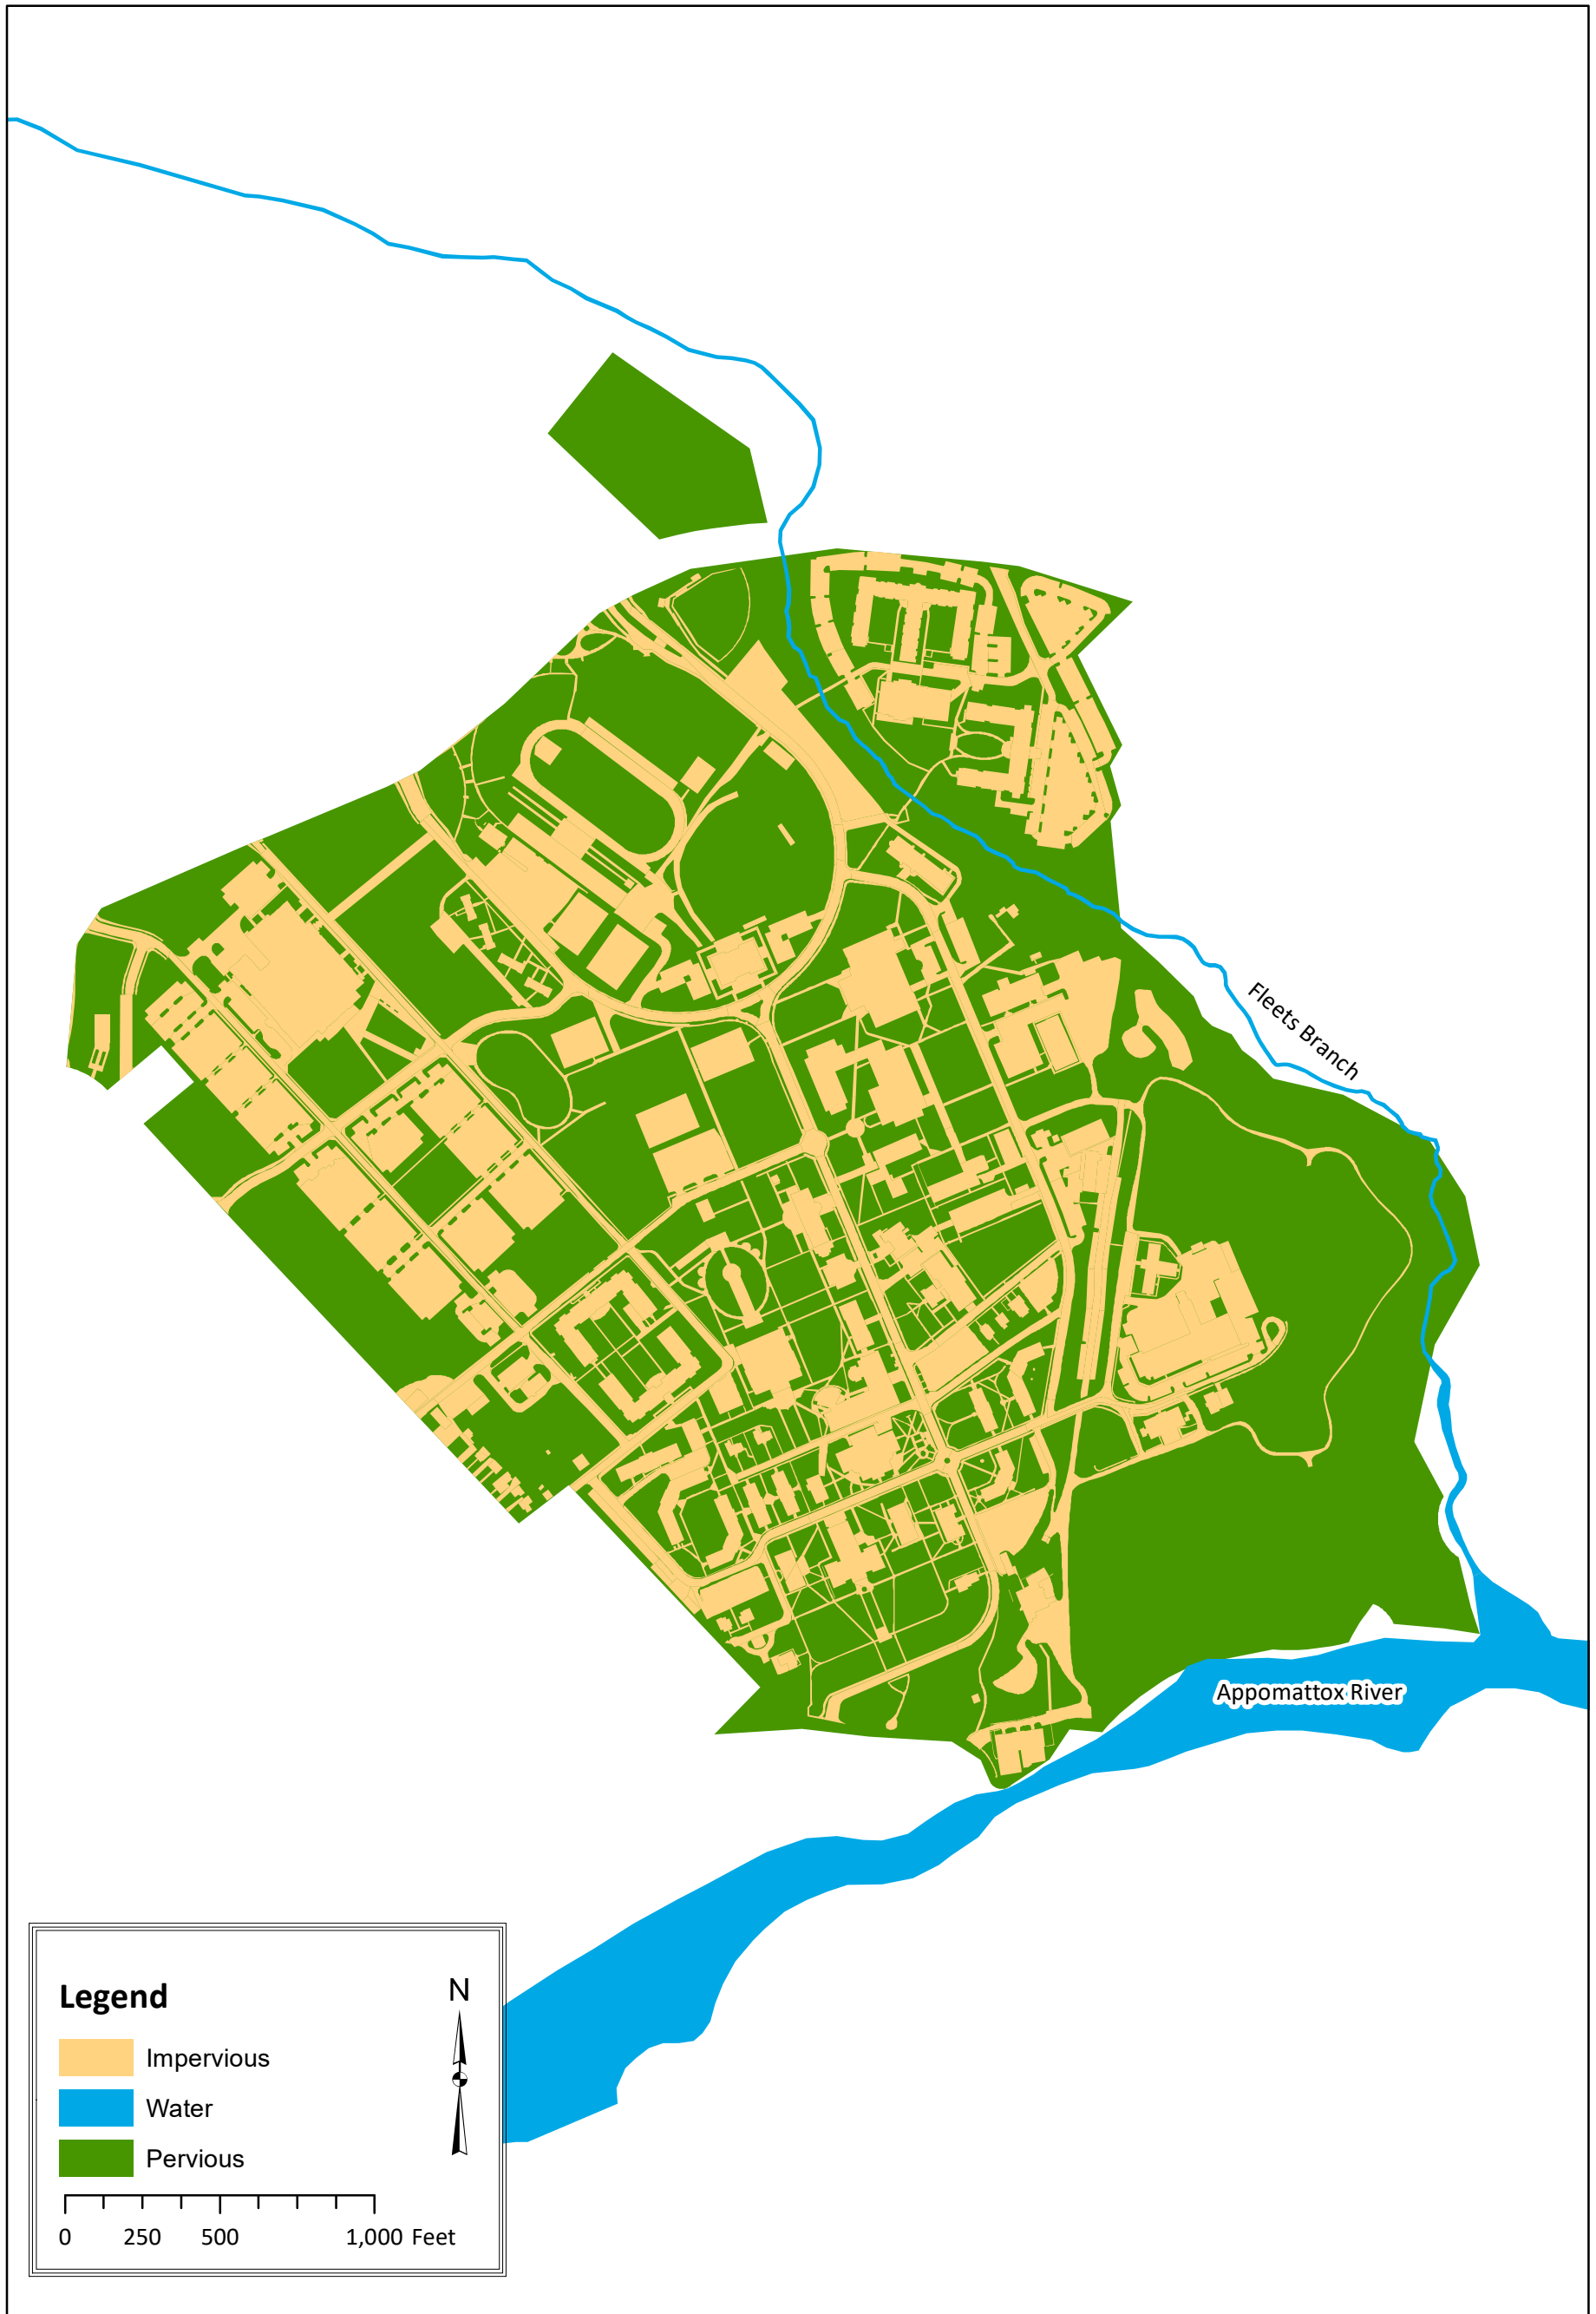 Fleets Branch
Appomattox River
Legend
N
Impervious
Water
Pervious
0 250 500 1,000 Feet